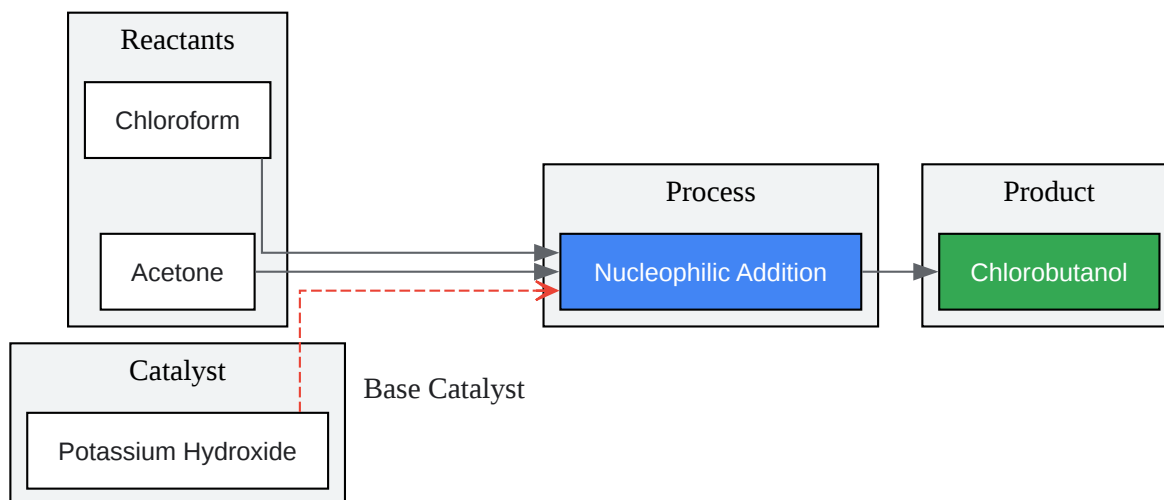 Reactants
Chloroform
Acetone
Process
Nucleophilic Addition
Product
Chlorobutanol
Catalyst
Potassium Hydroxide
Base Catalyst